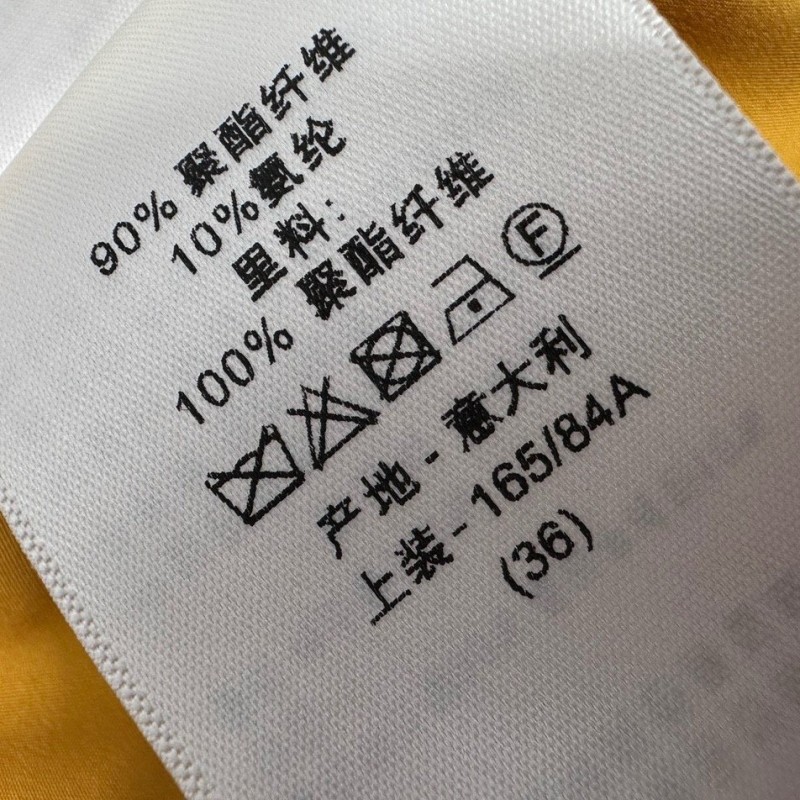 90% 聚酯纤维
10%氨纶
里料:
100% 聚酯纤维
F
产地 - 意大利
上装-165/84A
(36)